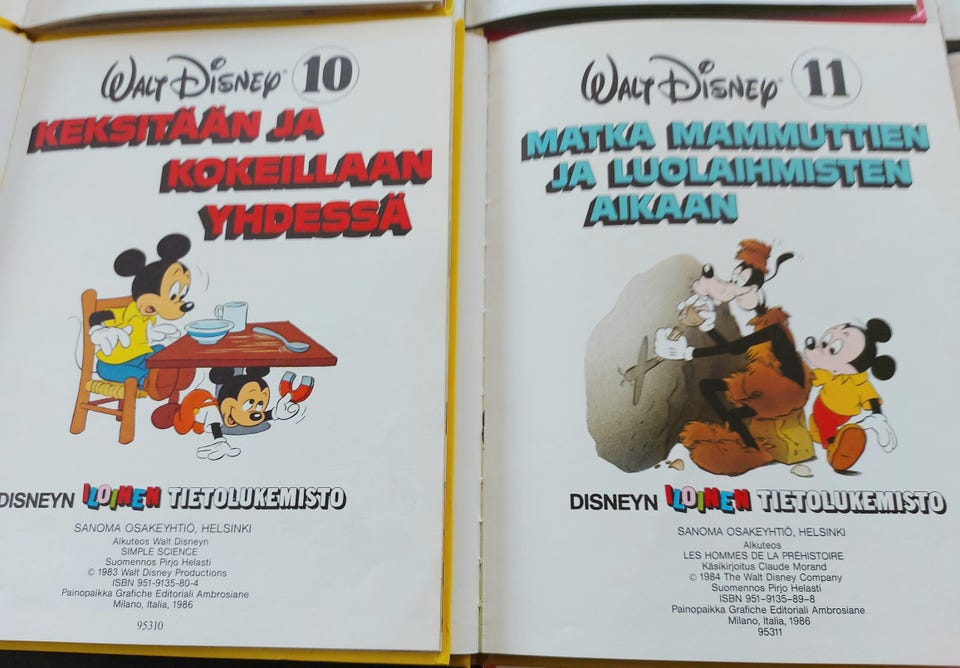 WALT DISNEY 10
KEKSITÄÄN JA
KOKEILLAAN
YHDESSÄ
DISNEYN ILOINEN TIETOLUKEMISTO
SANOMA OSAKEYHTIÖ, HELSINKI
Alkuteos Walt Disneyn
SIMPLE SCIENCE
Suomennos Pirjo Helasti
© 1983 Walt Disney Productions
ISBN 951-9135-80-4
Painopaikka Grafiche Editoriali Ambrosiane
Milano, Italia, 1986
95310
WALT DISNEY 11
MATKA MAMMUTTIEN
JA LUOLAIHMISTEN
AIKAAN
DISNEYN ILOINEN TIETOLUKEMISTO
SANOMA OSAKEYHTIÖ, HELSINKI
Alkuteos
LES HOMMES DE LA PRÉHISTOIRE
Käsikirjoitus Claude Morand
© 1984 The Walt Disney Company
Suomennos Pirjo Helasti
ISBN 951-9135-89-8
Painopaikka Grafiche Editoriali Ambrosiane
Milano, Italia, 1986
95311